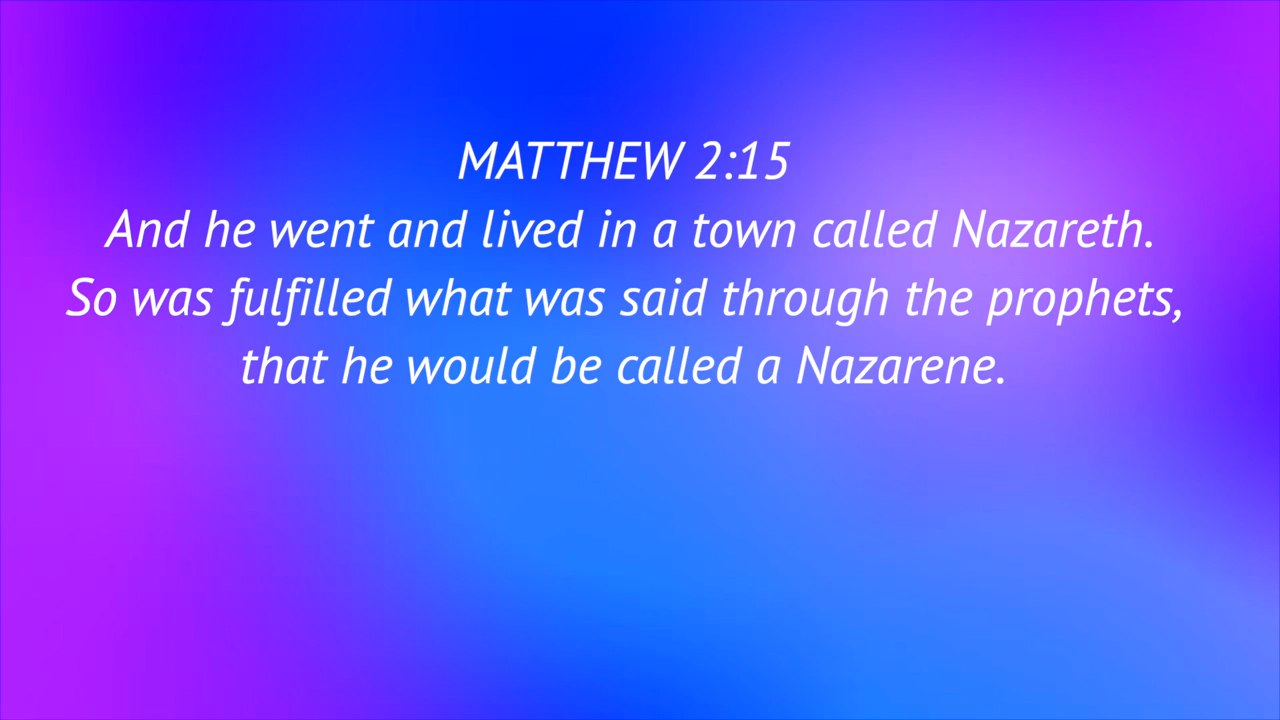 MATTHEW 2:15
And he went and lived in a town called Nazareth.
So was fulfilled what was said through the prophets,
that he would be called a Nazarene.